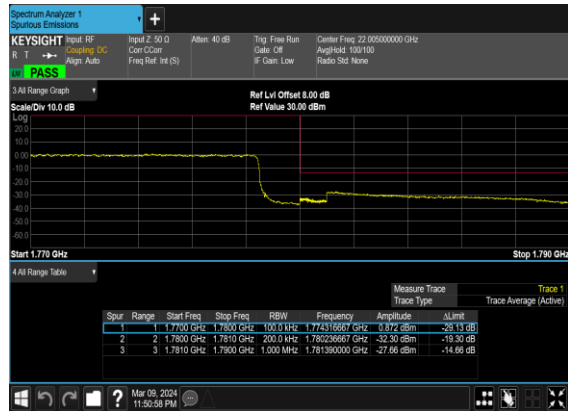 Spectrum Analyzer 1
Spurious Emissions
KEYSIGHT Input: RF Input Z: 50 Ω Atten: 40 dB Trig: Free Run Center Freq: 22.005000000 GHz
R T Coupling: DC Corr CCorr Gate: Off Avg|Hold: 100/100
Align: Auto Freq Ref: Int (S) IF Gain: Low Radio Std: None
PASS
3 All Range Graph
Ref Lvl Offset 8.00 dB
Scale/Div 10.0 dB Ref Value 30.00 dBm
Log
20.0
10.0
0.00
-10.0
-20.0
-30.0
-40.0
-50.0
-60.0
Start 1.770 GHz Stop 1.790 GHz
4 All Range Table
Measure Trace Trace 1
Trace Type Trace Average (Active)
Spur Range Start Freq Stop Freq RBW Frequency Amplitude ΔLimit
1 1 1.7700 GHz 1.7800 GHz 100.0 kHz 1.774316667 GHz 0.872 dBm -29.13 dB
2 2 1.7800 GHz 1.7810 GHz 200.0 kHz 1.780236667 GHz -32.30 dBm -19.30 dB
3 3 1.7810 GHz 1.7900 GHz 1.000 MHz 1.781390000 GHz -27.66 dBm -14.66 dB
? Mar 09, 2024
11:50:58 PM